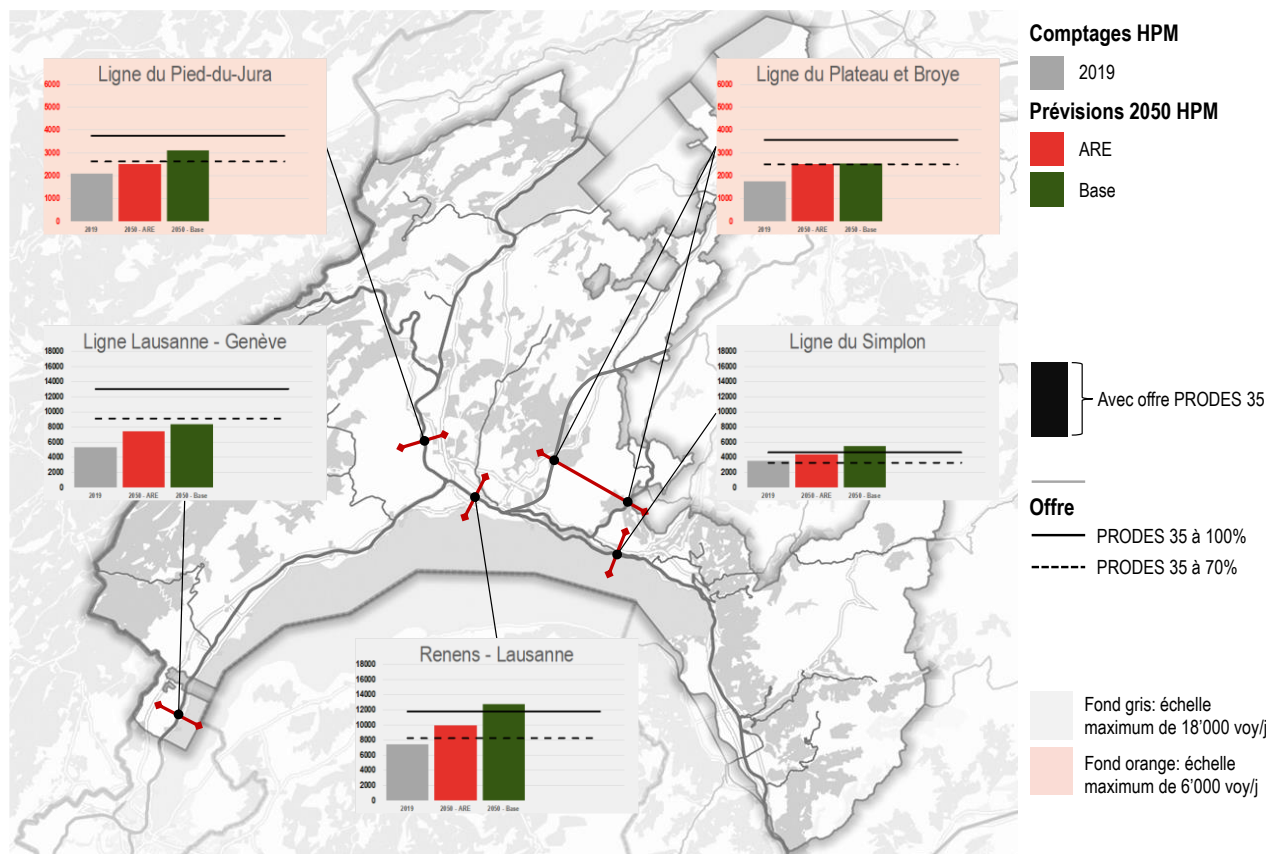 Ligne du Pied-du-Jura
6000
5000
4000
3000
2000
1000
0
2019
2050 - ARE
2050 - Base
Ligne du Plateau et Broye
6000
5000
4000
3000
2000
1000
0
2019
2050 - ARE
2050 - Base
Ligne Lausanne - Genève
18000
16000
14000
12000
10000
8000
6000
4000
2000
0
2019
2050 - ARE
2050 - Base
Ligne du Simplon
18000
16000
14000
12000
10000
8000
6000
4000
2000
0
2019
2050 - ARE
2050 - Base
Renens - Lausanne
18000
16000
14000
12000
10000
8000
6000
4000
2000
0
2019
2050 - ARE
2050 - Base
Comptages HPM
2019
Prévisions 2050 HPM
ARE
Base
Avec offre PRODES 35
Offre
PRODES 35 à 100%
PRODES 35 à 70%
Fond gris: échelle
maximum de 18’000 voy/j
Fond orange: échelle
maximum de 6’000 voy/j